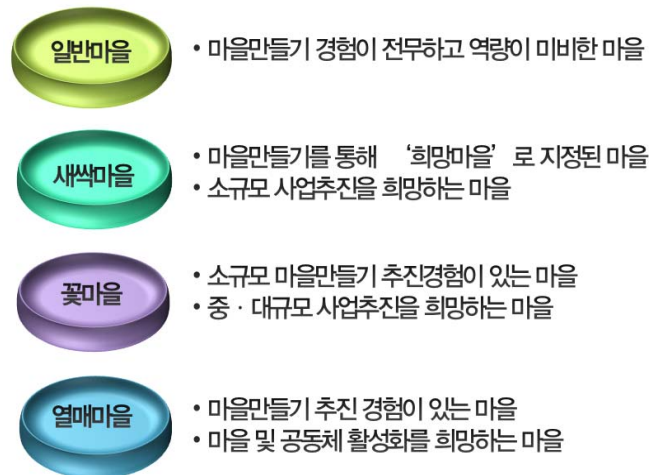 일반마을
• 마을만들기 경험이 전무하고 역량이 미비한 마을
새싹마을
• 마을만들기를 통해 ‘희망마을’ 로 지정된 마을
• 소규모 사업추진을 희망하는 마을
꽃마을
• 소규모 마을만들기 추진경험이 있는 마을
• 중 · 대규모 사업추진을 희망하는 마을
열매마을
• 마을만들기 추진 경험이 있는 마을
• 마을 및 공동체 활성화를 희망하는 마을